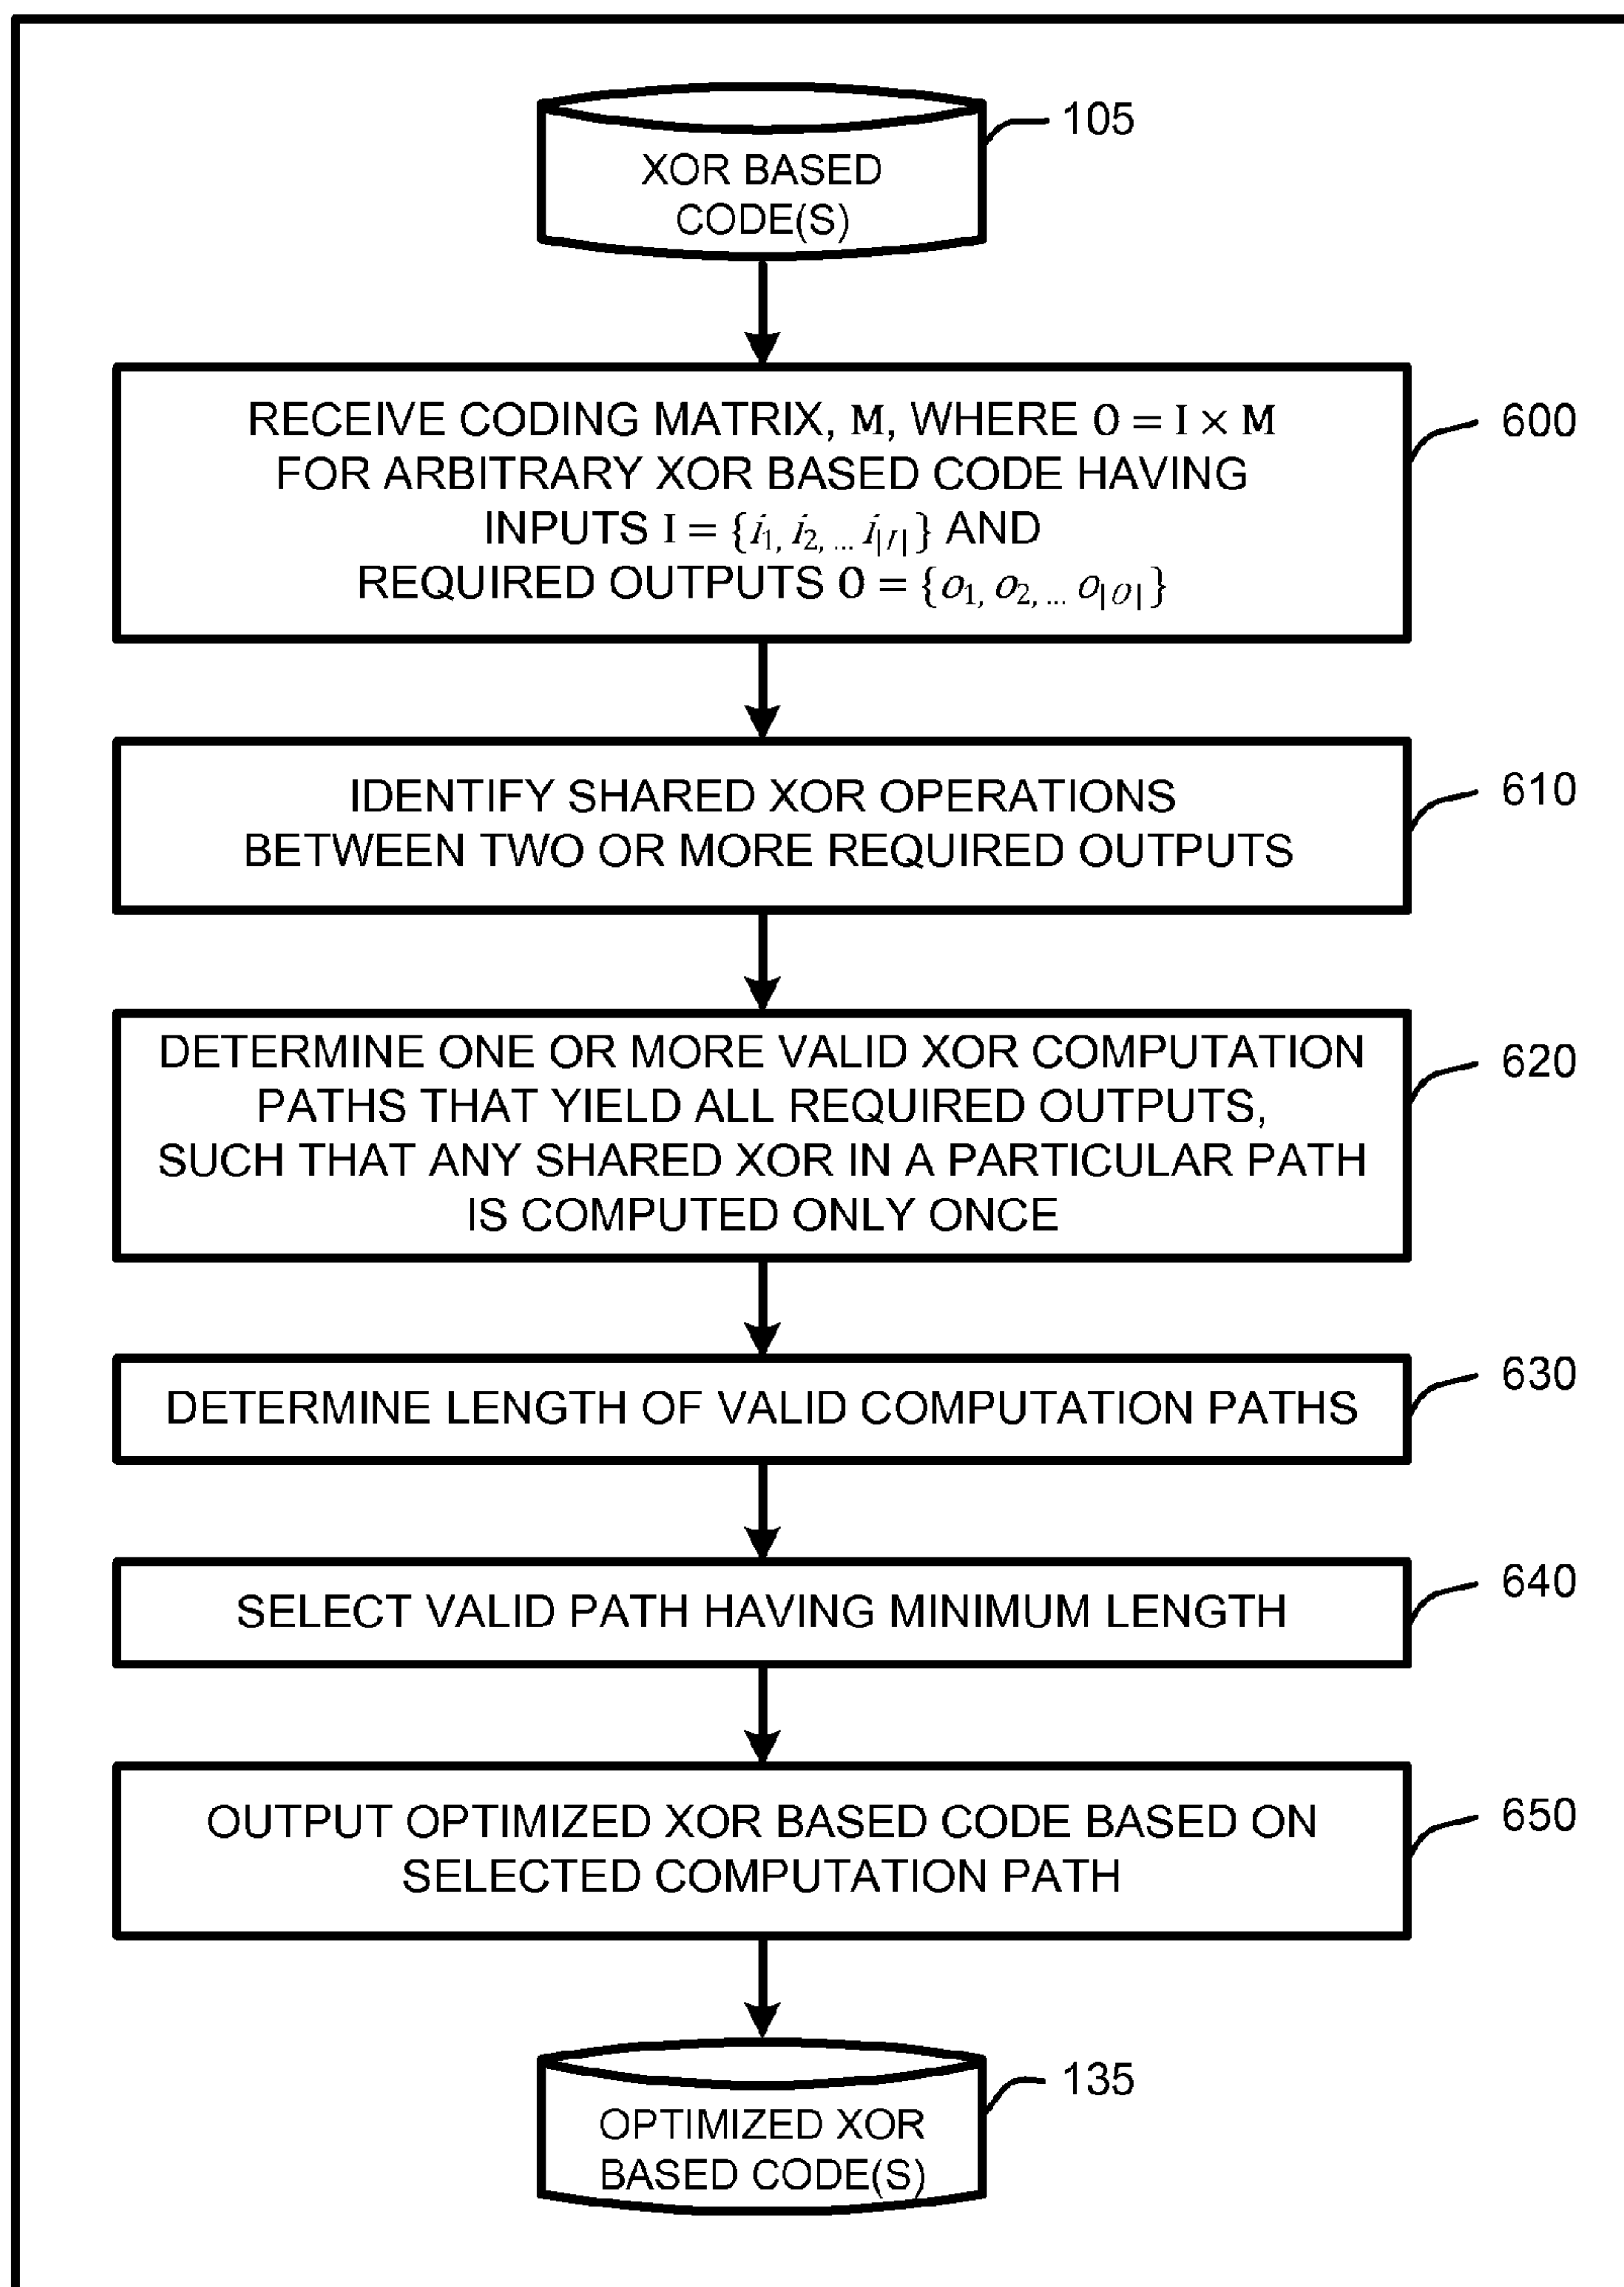 XOR BASED
CODE(S)
105
RECEIVE CODING MATRIX, M, WHERE O = I × M
FOR ARBITRARY XOR BASED CODE HAVING
INPUTS I = {i₁, i₂, ... i|I|} AND
REQUIRED OUTPUTS O = {o₁, o₂, ... o|O|}
600
IDENTIFY SHARED XOR OPERATIONS
BETWEEN TWO OR MORE REQUIRED OUTPUTS
610
DETERMINE ONE OR MORE VALID XOR COMPUTATION
PATHS THAT YIELD ALL REQUIRED OUTPUTS,
SUCH THAT ANY SHARED XOR IN A PARTICULAR PATH
IS COMPUTED ONLY ONCE
620
DETERMINE LENGTH OF VALID COMPUTATION PATHS
630
SELECT VALID PATH HAVING MINIMUM LENGTH
640
OUTPUT OPTIMIZED XOR BASED CODE BASED ON
SELECTED COMPUTATION PATH
650
OPTIMIZED XOR
BASED CODE(S)
135